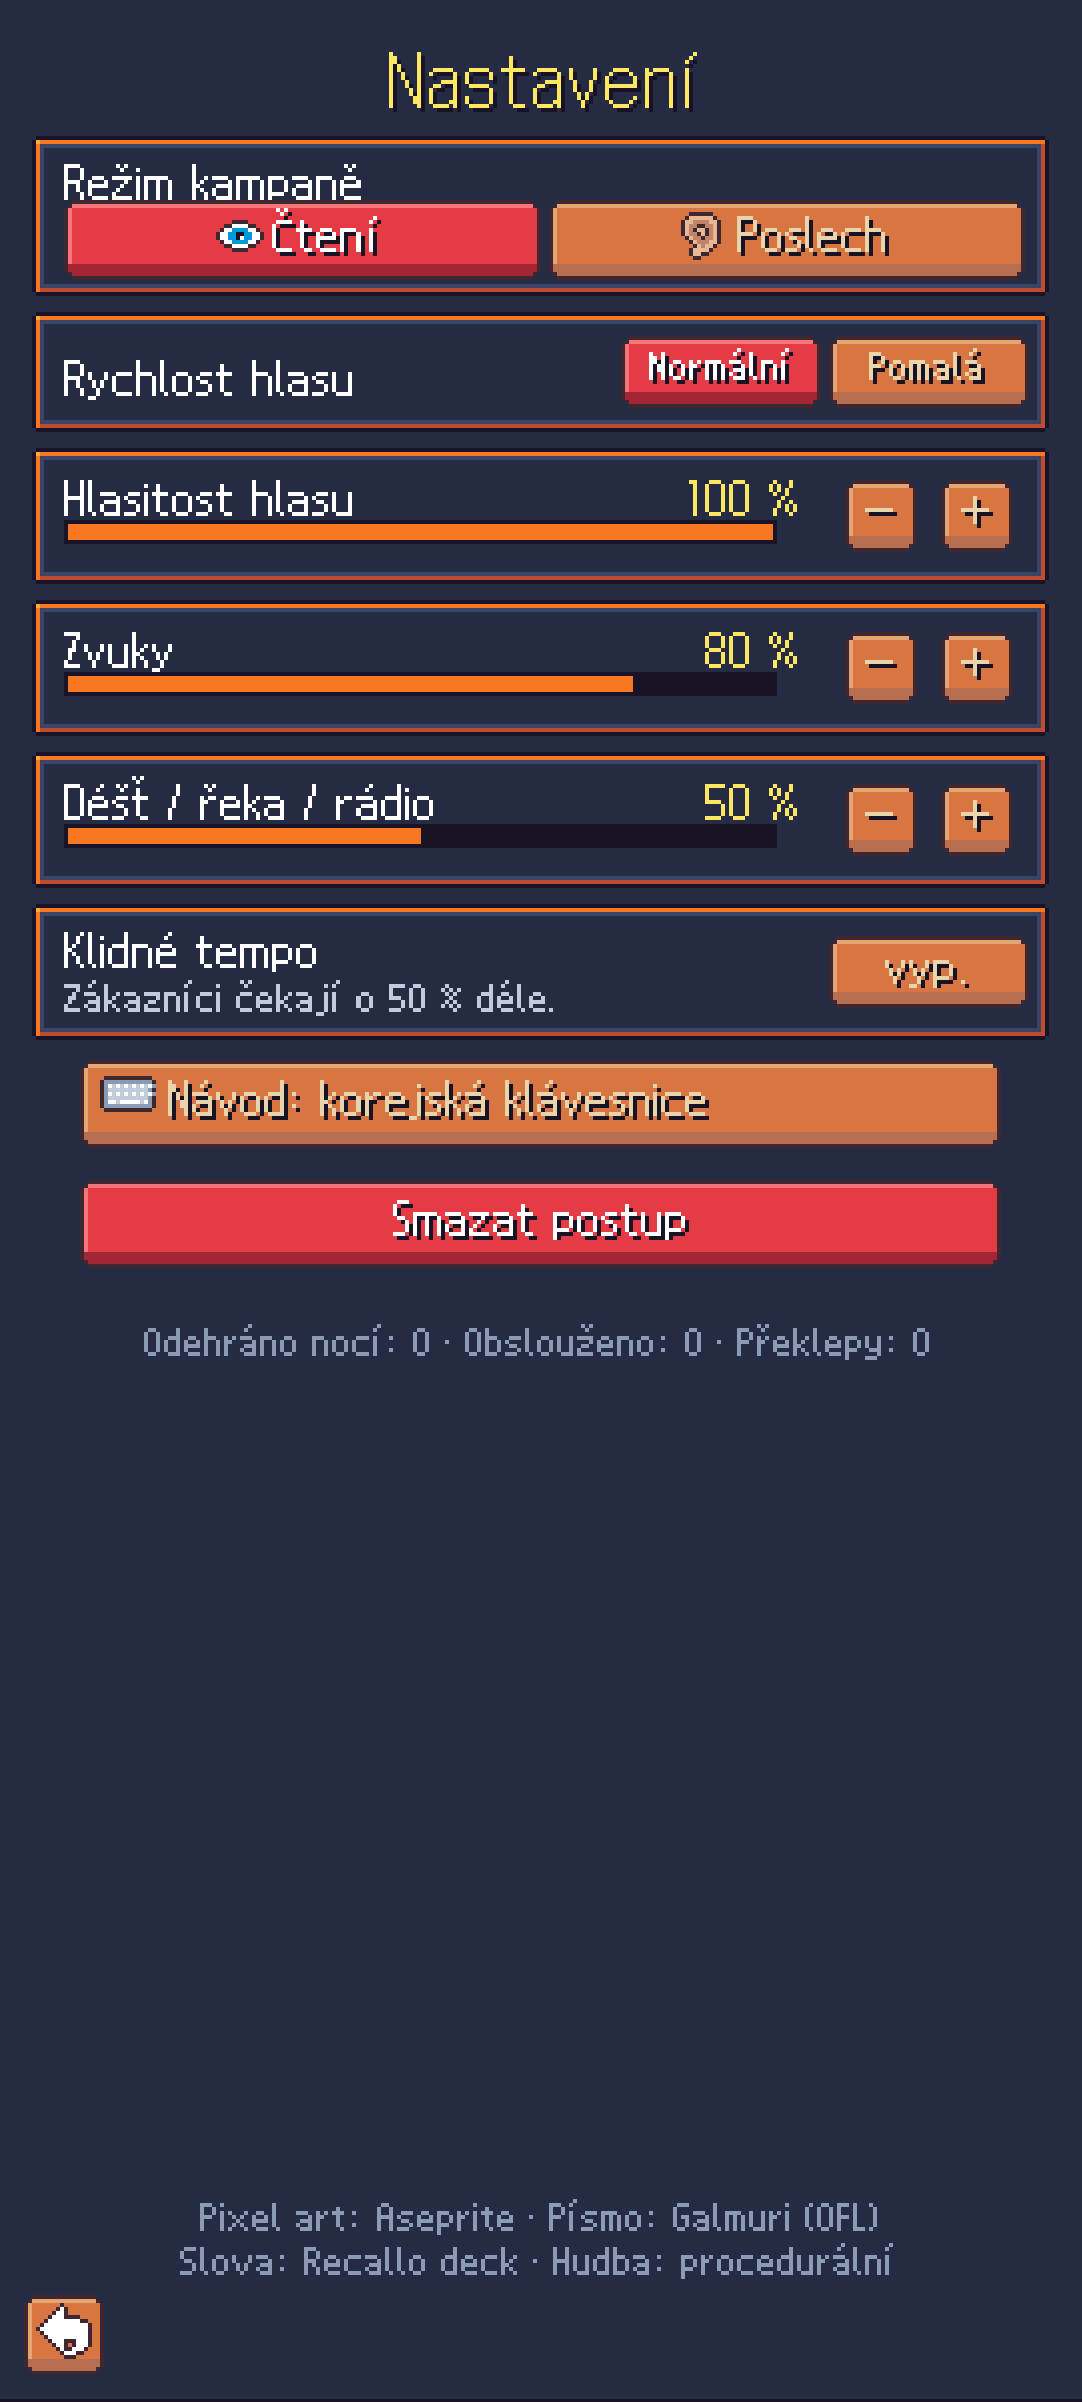 Nastavení
Režim kampaně
Čtení
Poslech
Rychlost hlasu
Normální
Pomalá
Hlasitost hlasu
100 %
−
+
Zvuky
80 %
−
+
Déšť / řeka / rádio
50 %
−
+
Klidné tempo
Zákazníci čekají o 50 % déle.
vyp.
Návod: korejská klávesnice
Smazat postup
Odehráno nocí: 0 · Obslouženo: 0 · Překlepy: 0
Pixel art: Aseprite · Písmo: Galmuri (OFL)
Slova: Recallo deck · Hudba: procedurální